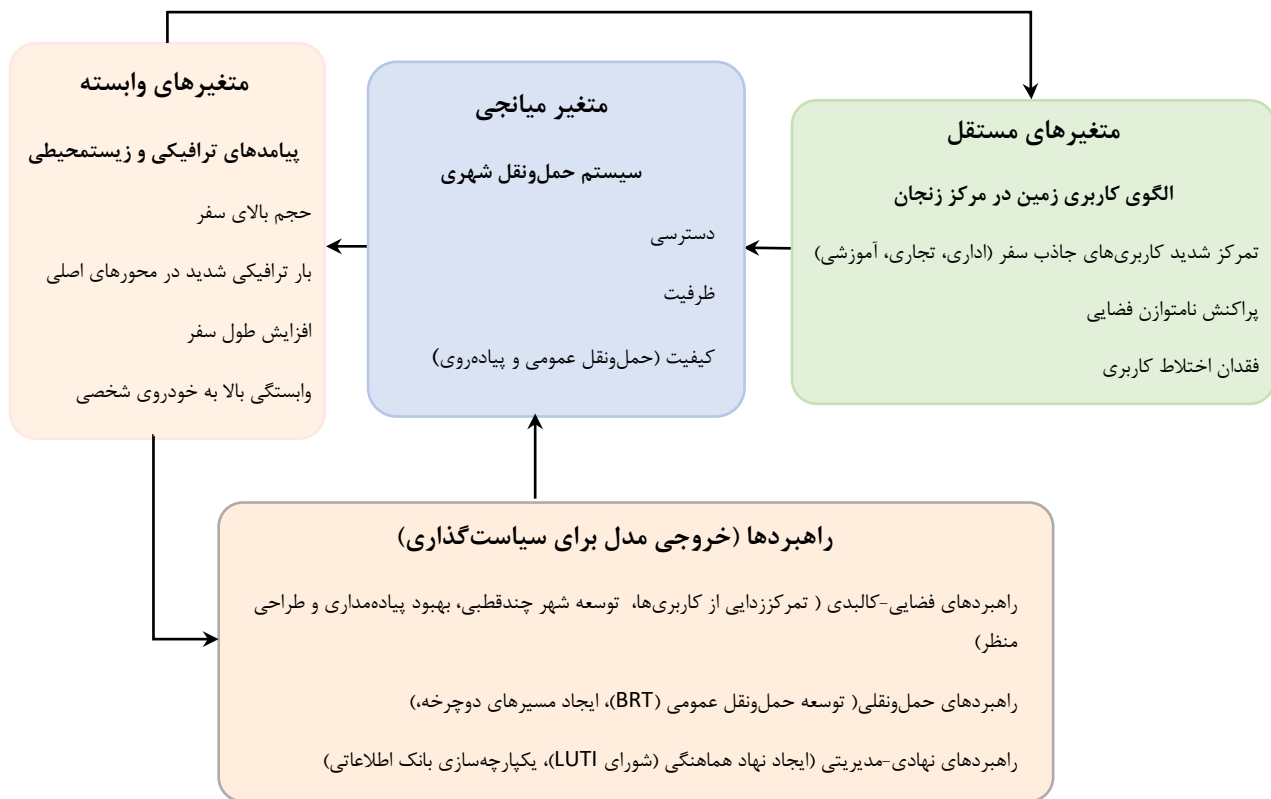 متغیرهای مستقل
الگوی کاربری زمین در مرکز زنجان
تمرکز شدید کاربری‌های جاذب سفر (اداری، تجاری، آموزشی)
پراکنش نامتوازن فضایی
فقدان اختلاط کاربری
متغیر میانجی
سیستم حمل‌ونقل شهری
دسترسی
ظرفیت
کیفیت (حمل‌ونقل عمومی و پیاده‌روی)
متغیرهای وابسته
پیامدهای ترافیکی و زیستمحیطی
حجم بالای سفر
بار ترافیکی شدید در محورهای اصلی
افزایش طول سفر
وابستگی بالا به خودروی شخصی
راهبردها (خروجی مدل برای سیاست‌گذاری)
راهبردهای فضایی-کالبدی ( تمرکززدایی از کاربری‌ها، توسعه شهر چندقطبی، بهبود پیاده‌مداری و طراحی
منظر)
راهبردهای حمل‌ونقلی( توسعه حمل‌ونقل عمومی (BRT)، ایجاد مسیرهای دوچرخه،)
راهبردهای نهادی-مدیریتی (ایجاد نهاد هماهنگی (شورای LUTI)، یکپارچه‌سازی بانک اطلاعاتی)